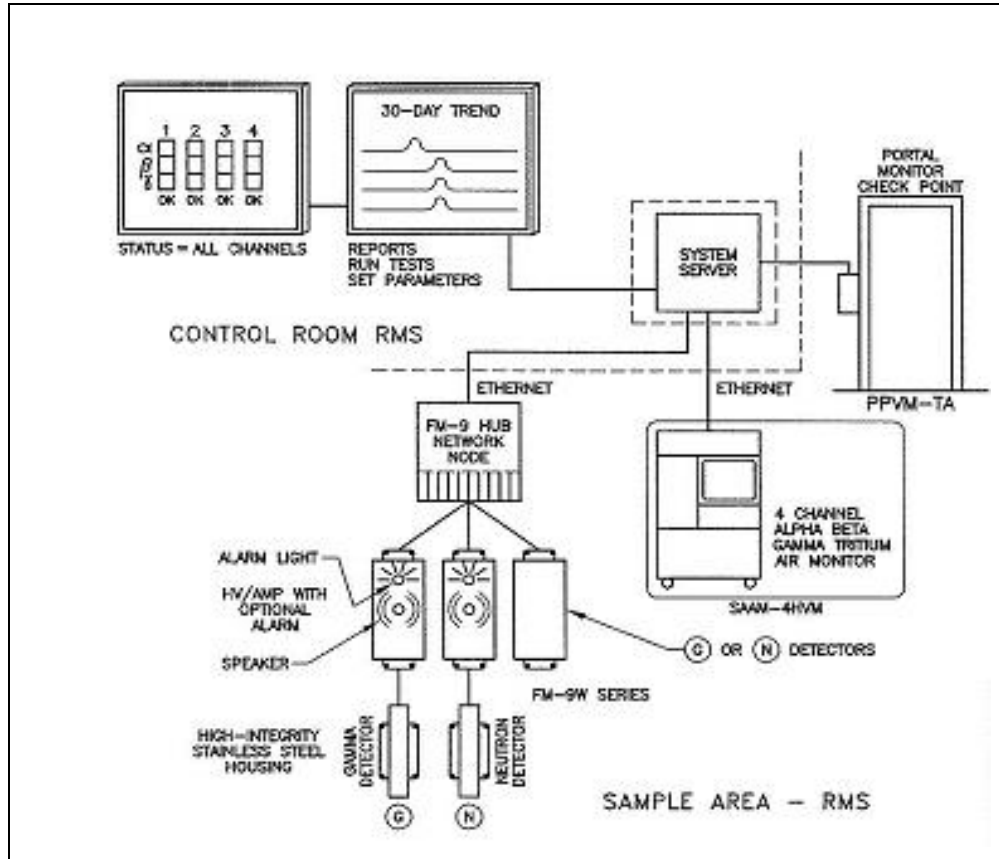 30-DAY TREND
1 2 3 4
α
β
OK OK OK OK
STATUS = ALL CHANNELS
REPORTS
RUN TESTS
SET PARAMETERS
SYSTEM
SERVER
PORTAL
MONITOR
CHECK POINT
CONTROL ROOM RMS
ETHERNET
ETHERNET
PPVM-TA
FM-9 HUB
NETWORK
NODE
4 CHANNEL
ALPHA BETA
GAMMA TRITIUM
AIR MONITOR
SAAM-4HVM
ALARM LIGHT
HV/AMP WITH
OPTIONAL
ALARM
SPEAKER
G OR N DETECTORS
FM-9W SERIES
HIGH-INTEGRITY
STAINLESS STEEL
HOUSING
GAMMA
DETECTOR
NEUTRON
DETECTOR
G
N
SAMPLE AREA - RMS